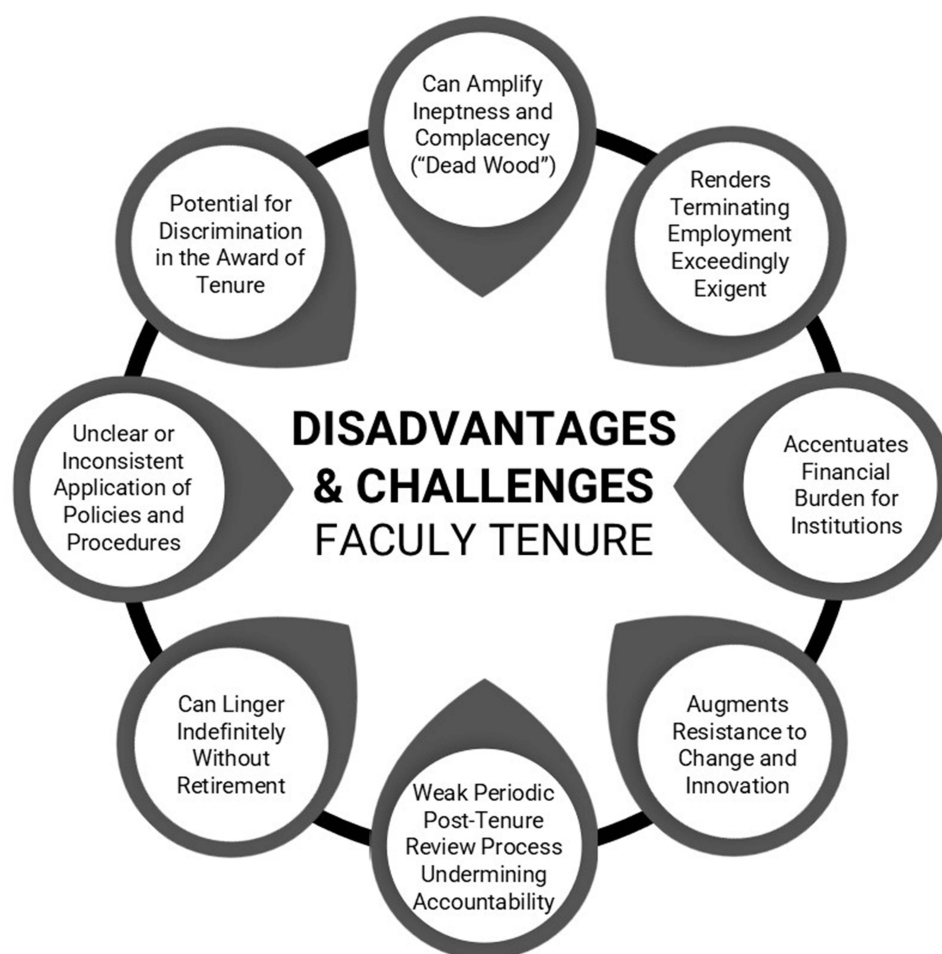 Can Amplify
Ineptness and
Complacency
(“Dead Wood”)
Renders
Terminating
Employment
Exceedingly
Exigent
Accentuates
Financial
Burden for
Institutions
Augments
Resistance to
Change and
Innovation
Weak Periodic
Post-Tenure
Review Process
Undermining
Accountability
Can Linger
Indefinitely
Without
Retirement
Unclear or
Inconsistent
Application of
Policies and
Procedures
Potential for
Discrimination
in the Award of
Tenure
DISADVANTAGES
& CHALLENGES
FACULY TENURE